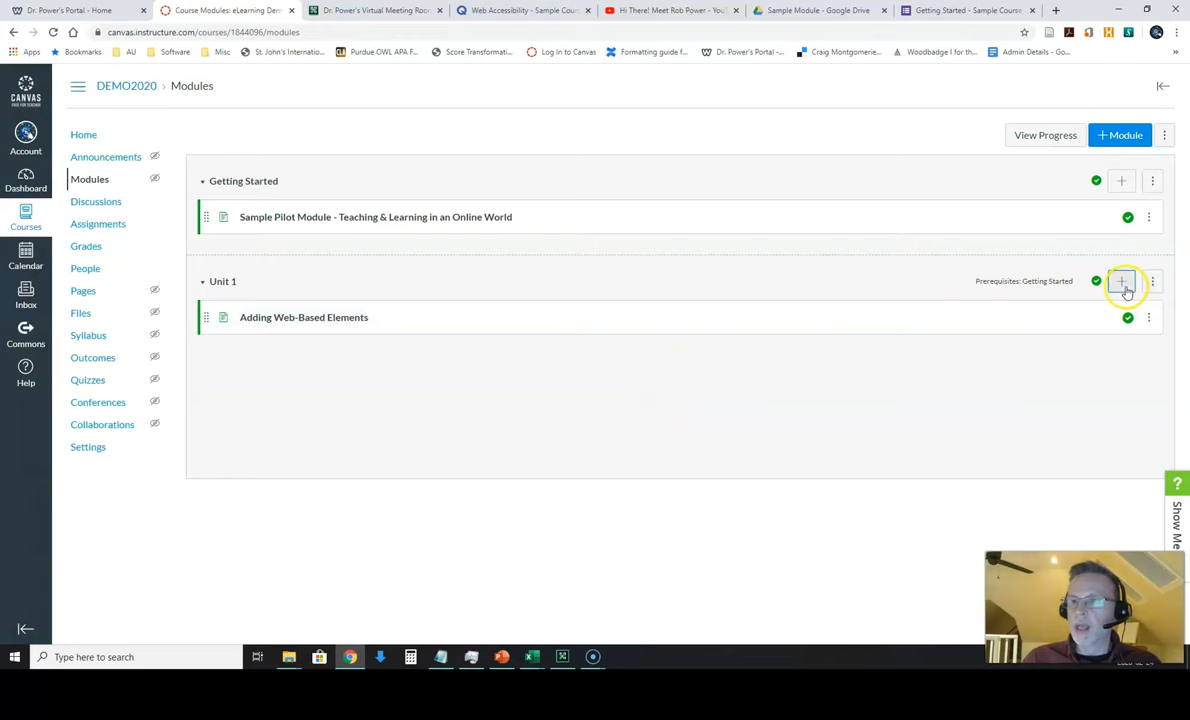 Dr. Power's Portal - Home
Course Modules: eLearning Dem
Dr. Power's Virtual Meeting Room
Web Accessibility - Sample Cours
Hi There! Meet Rob Power - YouT
Sample Module - Google Drive
Getting Started - Sample Course
canvas.instructure.com/courses/1844096/modules
Apps
Bookmarks
AU
Software
Misc
St. John's Internatio...
Purdue OWL APA F...
Score Transformati...
Log In to Canvas
Formatting guide f...
Dr. Power's Portal -...
Craig Montgomerie...
Woodbadge I for th...
Admin Details - Go...
CANVAS
FREE FOR TEACHER
Account
Dashboard
Courses
Calendar
Inbox
Commons
Help
DEMO2020 › Modules
Home
Announcements
Modules
Discussions
Assignments
Grades
People
Pages
Files
Syllabus
Outcomes
Quizzes
Conferences
Collaborations
Settings
View Progress
+ Module
Getting Started
Sample Pilot Module - Teaching & Learning in an Online World
Unit 1
Prerequisites: Getting Started
Adding Web-Based Elements
?
Show Me
Type here to search